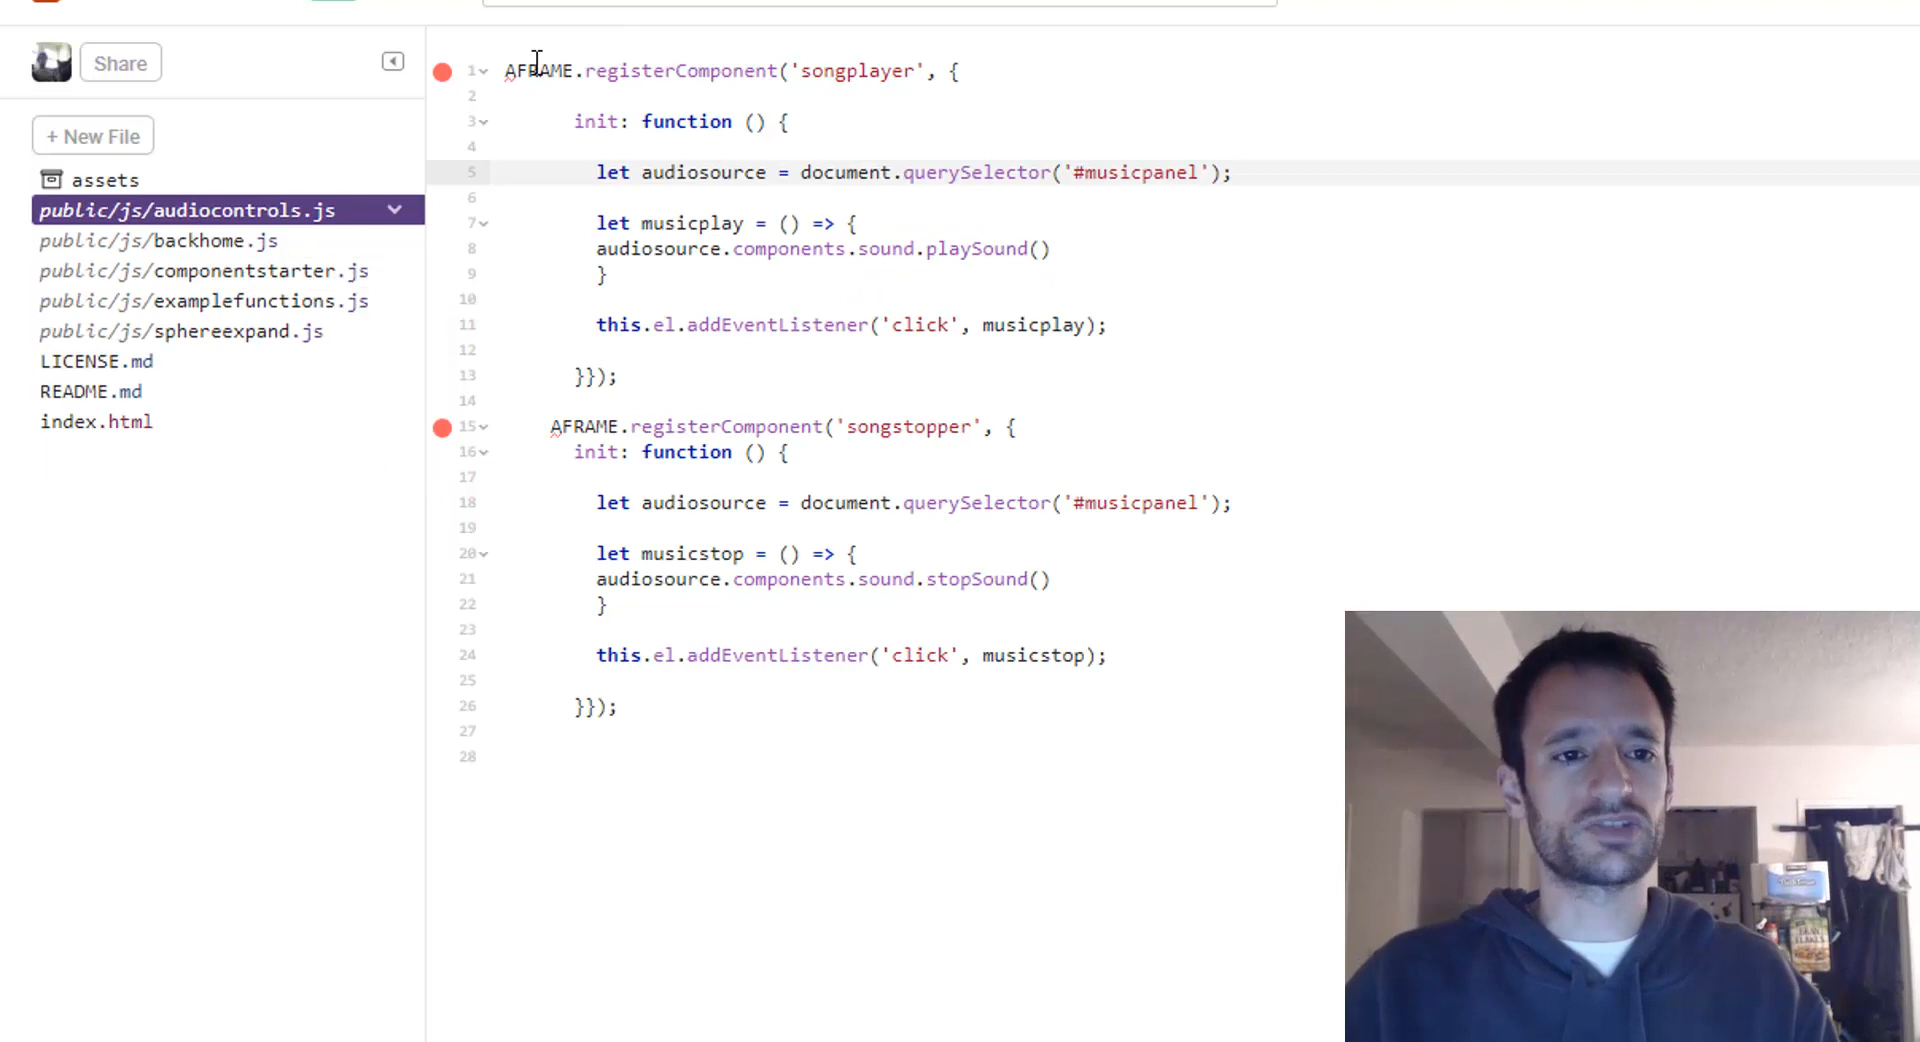 Share
+ New File
assets
public/js/audiocontrols.js
public/js/backhome.js
public/js/componentstarter.js
public/js/examplefunctions.js
public/js/sphereexpand.js
LICENSE.md
README.md
index.html
1 AFRAME.registerComponent('songplayer', {
2
3 init: function () {
4
5 let audiosource = document.querySelector('#musicpanel');
6
7 let musicplay = () => {
8 audiosource.components.sound.playSound()
9 }
10
11 this.el.addEventListener('click', musicplay);
12
13 }});
14
15 AFRAME.registerComponent('songstopper', {
16 init: function () {
17
18 let audiosource = document.querySelector('#musicpanel');
19
20 let musicstop = () => {
21 audiosource.components.sound.stopSound()
22 }
23
24 this.el.addEventListener('click', musicstop);
25
26 }});
27
28